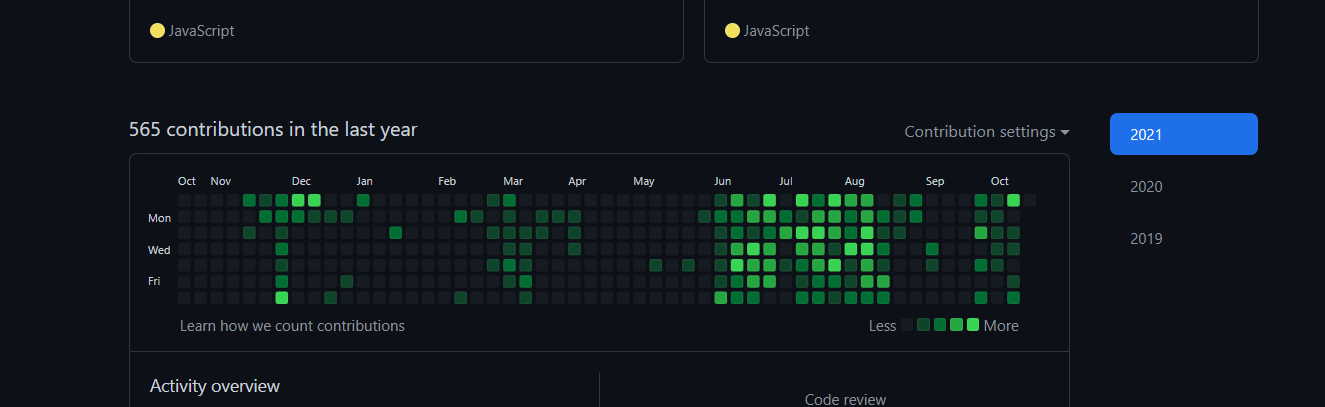 JavaScript JavaScript
565 contributions in the last year Contribution settings 2021
2020
2019
Oct Nov Dec Jan Feb Mar Apr May Jun Jul Aug Sep Oct
Mon
Wed
Fri
Learn how we count contributions Less More
Activity overview
Code review